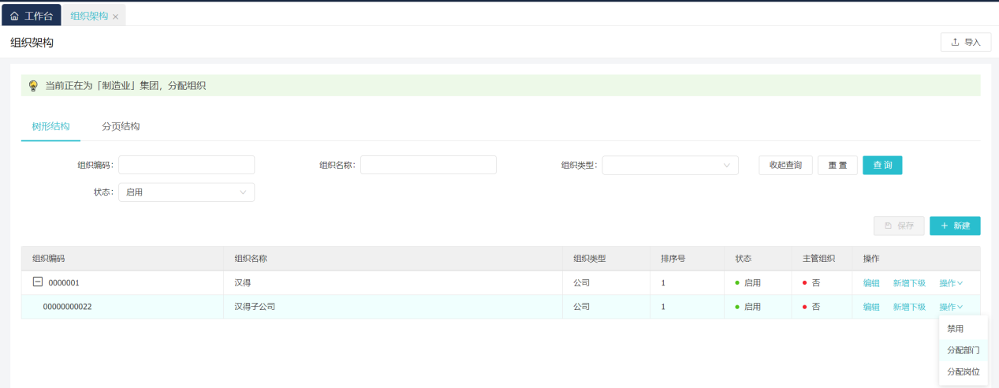 工作台 组织架构 ×
组织架构 导入
当前正在为「制造业」集团，分配组织
树形结构 分页结构
组织编码: 组织名称: 组织类型: 收起查询 重置 查询
状态: 启用
保存 + 新建
组织编码 组织名称 组织类型 排序号 状态 主管组织 操作
0000001 汉得 公司 1 启用 否 编辑 新增下级 操作
00000000022 汉得子公司 公司 1 启用 否 编辑 新增下级 操作
禁用
分配部门
分配岗位